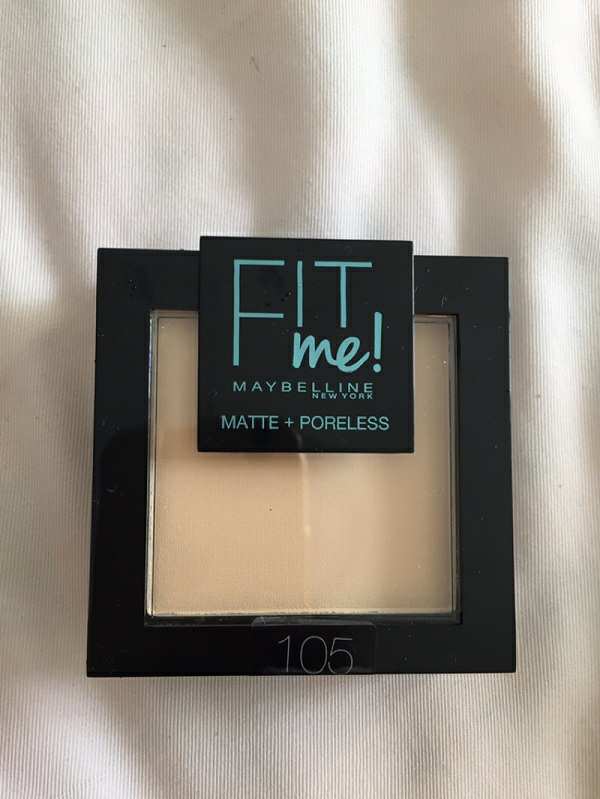 FIT
me!
MAYBELLINE
NEW YORK
MATTE + PORELESS
105